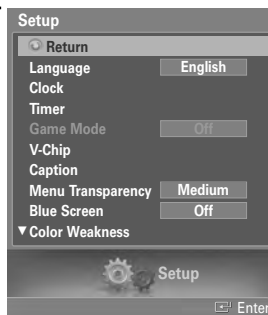 Setup
Return
Language English
Clock
Timer
Game Mode Off
V-Chip
Caption
Menu Transparency Medium
Blue Screen Off
▼ Color Weakness
Setup
Enter